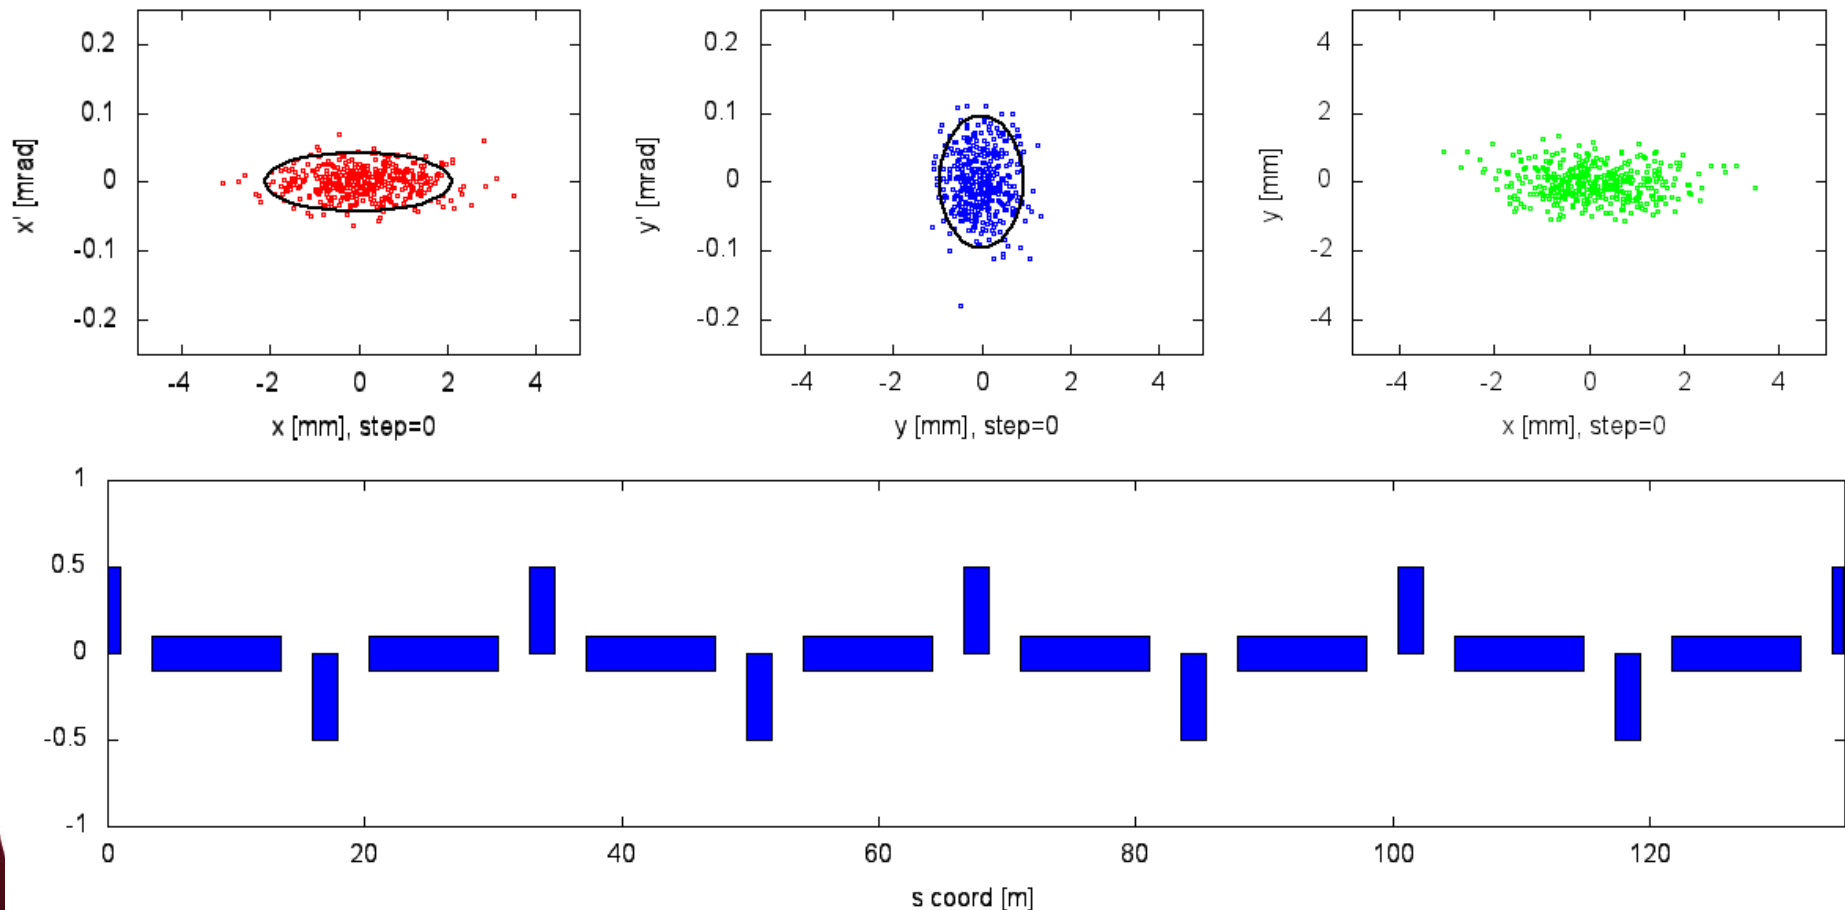 0.2
0.1
0
-0.1
-0.2
x' [mrad]
-4 -2 0 2 4
x [mm], step=0
0.2
0.1
0
-0.1
-0.2
y' [mrad]
-4 -2 0 2 4
y [mm], step=0
4
2
0
-2
-4
y [mm]
-4 -2 0 2 4
x [mm], step=0
1
0.5
0
-0.5
-1
0 20 40 60 80 100 120
s coord [m]